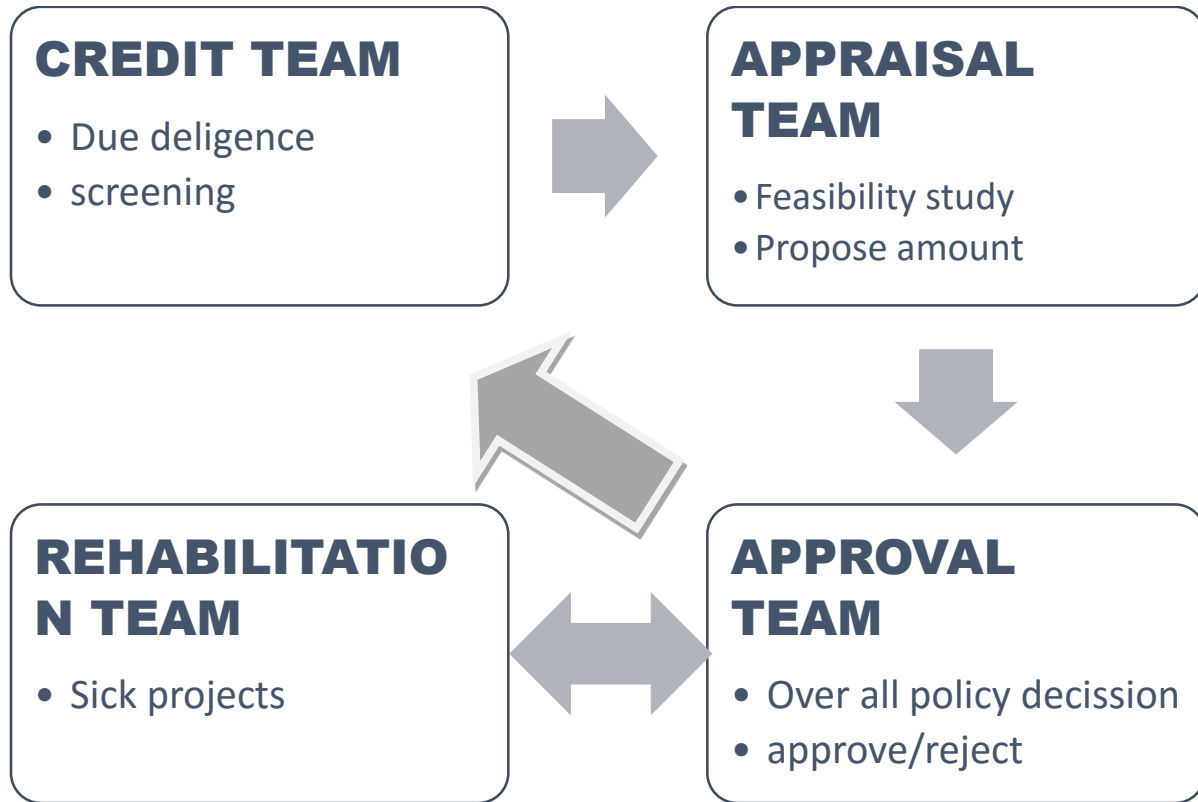 CREDIT TEAM
• Due deligence
• screening
APPRAISAL
TEAM
• Feasibility study
• Propose amount
REHABILITATIO
N TEAM
• Sick projects
APPROVAL
TEAM
• Over all policy decission
• approve/reject